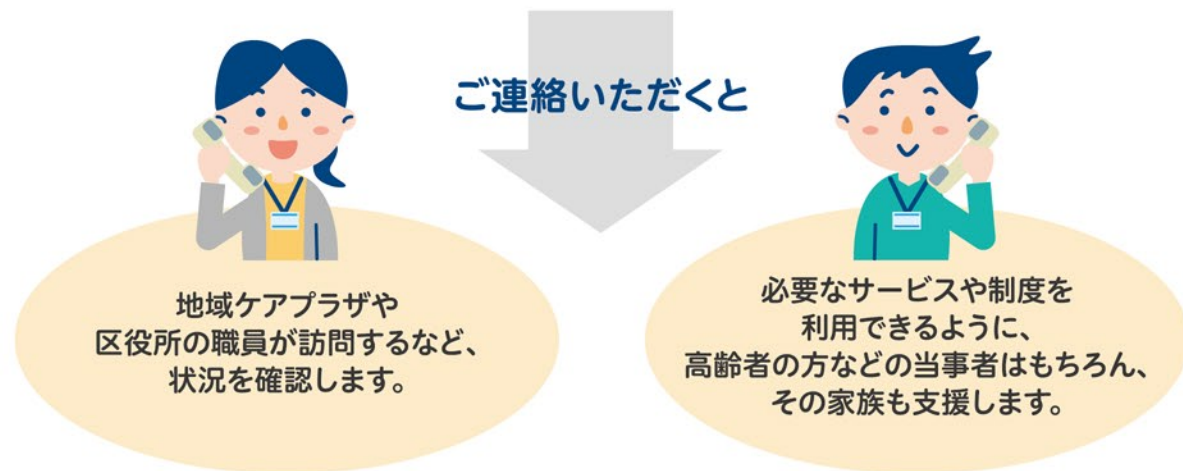 ご連絡いただくと
地域ケアプラザや
区役所の職員が訪問するなど、
状況を確認します。
必要なサービスや制度を
利用できるように、
高齢者の方などの当事者はもちろん、
その家族も支援します。